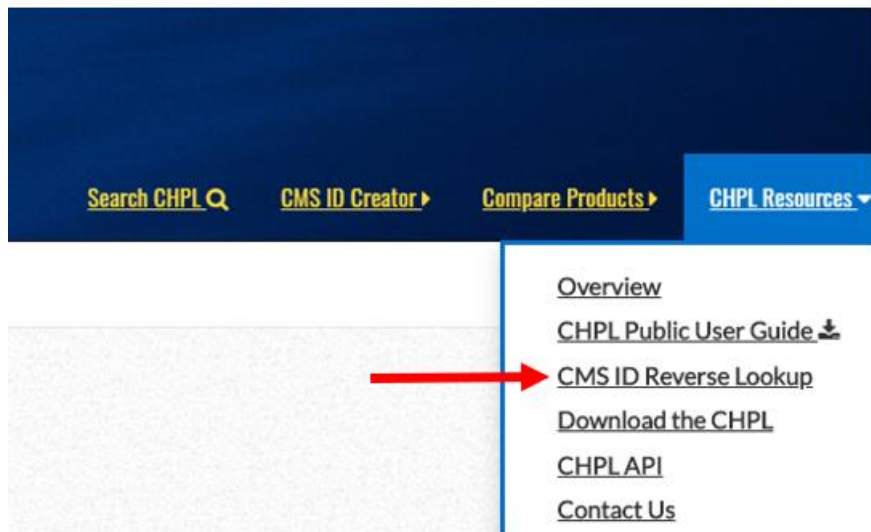 Search CHPL CMS ID Creator Compare Products CHPL Resources
Overview
CHPL Public User Guide
CMS ID Reverse Lookup
Download the CHPL
CHPL API
Contact Us